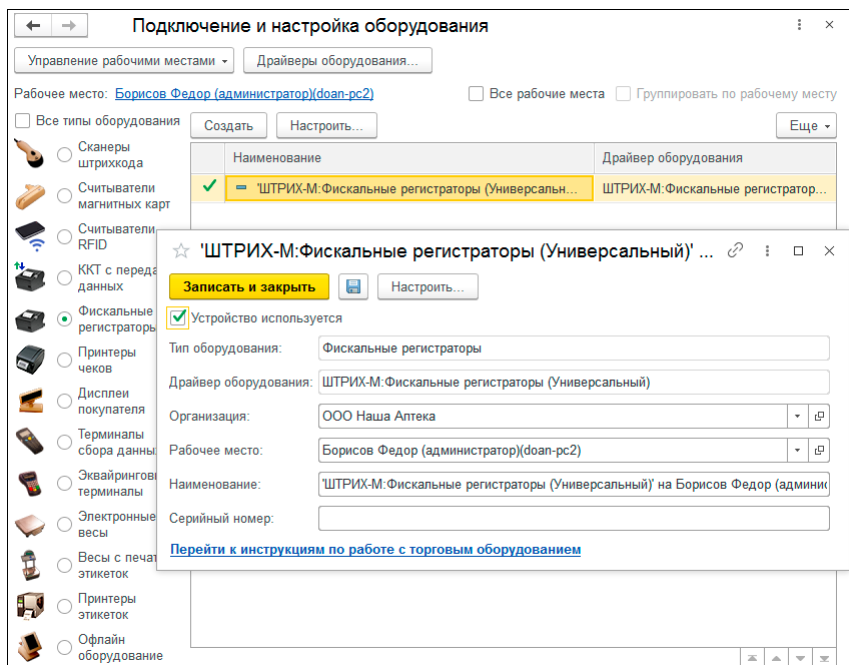 Подключение и настройка оборудования
Управление рабочими местами
Драйверы оборудования...
Рабочее место: Борисов Федор (администратор)(doan-pc2)
Все рабочие места
Группировать по рабочему месту
Все типы оборудования
Создать
Настроить...
Еще
Наименование
Драйвер оборудования
'ШТРИХ-М:Фискальные регистраторы (Универсальн...
ШТРИХ-М:Фискальные регистратор...
Сканеры
штрихкода
Считыватели
магнитных карт
Считыватели
RFID
ККТ с переда
данных
Фискальные
регистраторы
Принтеры
чеков
Дисплеи
покупателя
Терминалы
сбора данны
Эквайрингов
терминалы
Электронные
весы
Весы с печат
этикеток
Принтеры
этикеток
Офлайн
оборудование
'ШТРИХ-М:Фискальные регистраторы (Универсальный)' ...
Записать и закрыть
Настроить...
Устройство используется
Тип оборудования: Фискальные регистраторы
Драйвер оборудования: ШТРИХ-М:Фискальные регистраторы (Универсальный)
Организация: ООО Наша Аптека
Рабочее место: Борисов Федор (администратор)(doan-pc2)
Наименование: 'ШТРИХ-М:Фискальные регистраторы (Универсальный)' на Борисов Федор (админис
Серийный номер:
Перейти к инструкциям по работе с торговым оборудованием